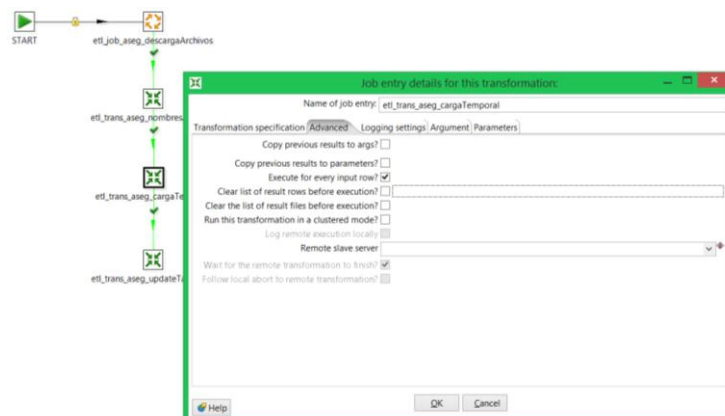 START
etl_job_aseg_descargaArchivos
etl_trans_aseg_nombres
etl_trans_aseg_cargaTe
etl_trans_aseg_updateTa
Job entry details for this transformation:
Name of job entry: etl_trans_aseg_cargaTemporal
Transformation specification Advanced Logging settings Argument Parameters
Copy previous results to args?
Copy previous results to parameters?
Execute for every input row?
Clear list of result rows before execution?
Clear the list of result files before execution?
Run this transformation in a clustered mode?
Log remote execution locally
Remote slave server
Wait for the remote transformation to finish?
Follow local abort to remote transformation?
Help
OK Cancel